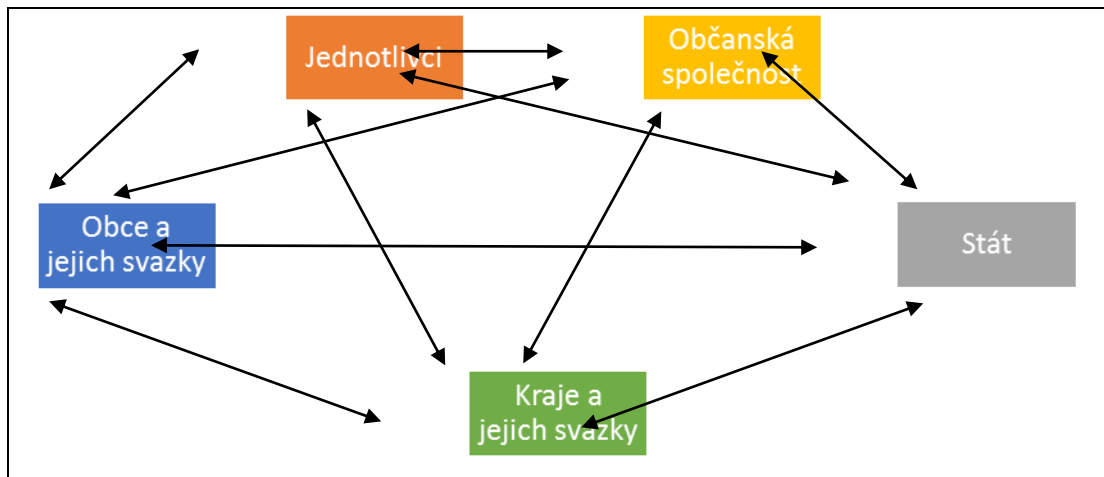 Jednotlivci
Občanská
společnost
Obce a
jejich svazky
Stát
Kraje a
jejich svazky